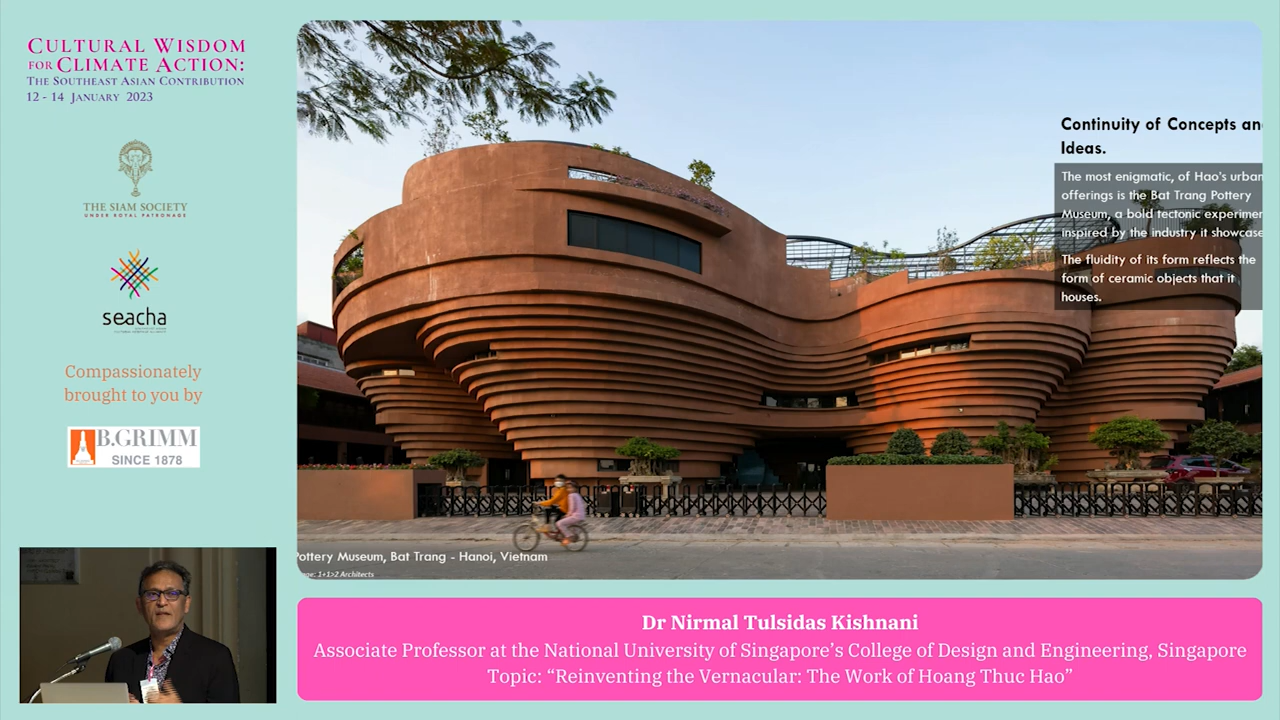 CULTURAL WISDOM
FOR CLIMATE ACTION:
THE SOUTHEAST ASIAN CONTRIBUTION
12 - 14 JANUARY 2023
THE SIAM SOCIETY
UNDER ROYAL PATRONAGE
seacha
Compassionately
brought to you by
B.GRIMM
SINCE 1878
Continuity of Concepts an
Ideas.
The most enigmatic, of Hao's urban
offerings is the Bat Trang Pottery
Museum, a bold tectonic experimen
inspired by the industry it showcase
The fluidity of its form reflects the
form of ceramic objects that it
houses.
Pottery Museum, Bat Trang - Hanoi, Vietnam
1+1>2 Architects
Dr Nirmal Tulsidas Kishnani
Associate Professor at the National University of Singapore's College of Design and Engineering, Singapore
Topic: “Reinventing the Vernacular: The Work of Hoang Thuc Hao”